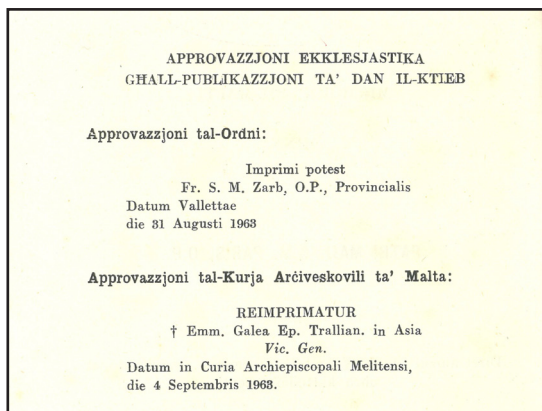 APPROVAZZJONI EKKLESJASTIKA
GĦALL-PUBLIKAZZJONI TA' DAN IL-KTIEB
Approvazzjoni tal-Ordni:
Imprimi potest
Fr. S. M. Zarb, O.P., Provincialis
Datum Vallettae
die 31 Augusti 1963
Approvazzjoni tal-Kurja Arċiveskovili ta' Malta:
REIMPRIMATUR
† Emm. Galea Ep. Trallian. in Asia
Vic. Gen.
Datum in Curia Archiepiscopali Melitensi,
die 4 Septembris 1963.